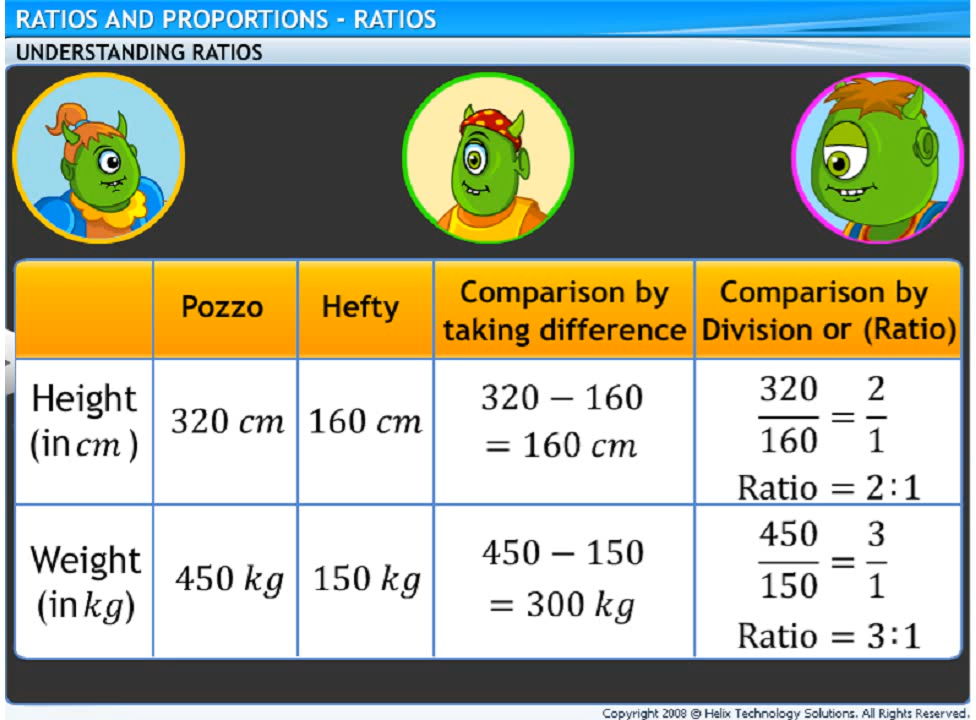 RATIOS AND PROPORTIONS - RATIOS
UNDERSTANDING RATIOS
Pozzo
Hefty
Comparison by
taking difference
Comparison by
Division or (Ratio)
Height
(in cm )
320 cm
160 cm
320 − 160
= 160 cm
320/160 = 2/1
Ratio = 2:1
Weight
(in kg)
450 kg
150 kg
450 − 150
= 300 kg
450/150 = 3/1
Ratio = 3:1
Copyright 2008 © Helix Technology Solutions. All Rights Reserved.